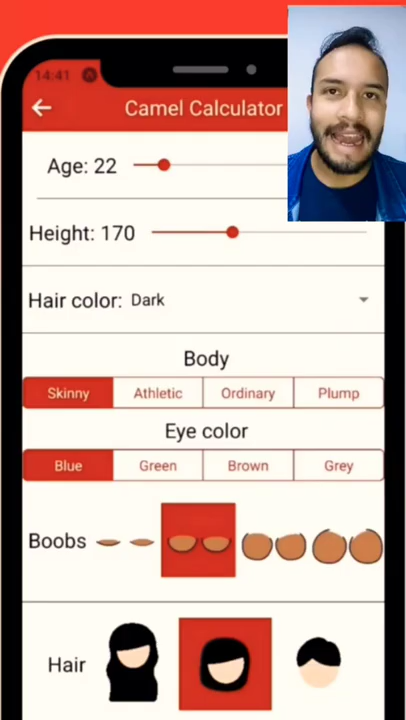 14:41
Camel Calculator
Age: 22
Height: 170
Hair color: Dark
Body
Skinny Athletic Ordinary Plump
Eye color
Blue Green Brown Grey
Boobs
Hair